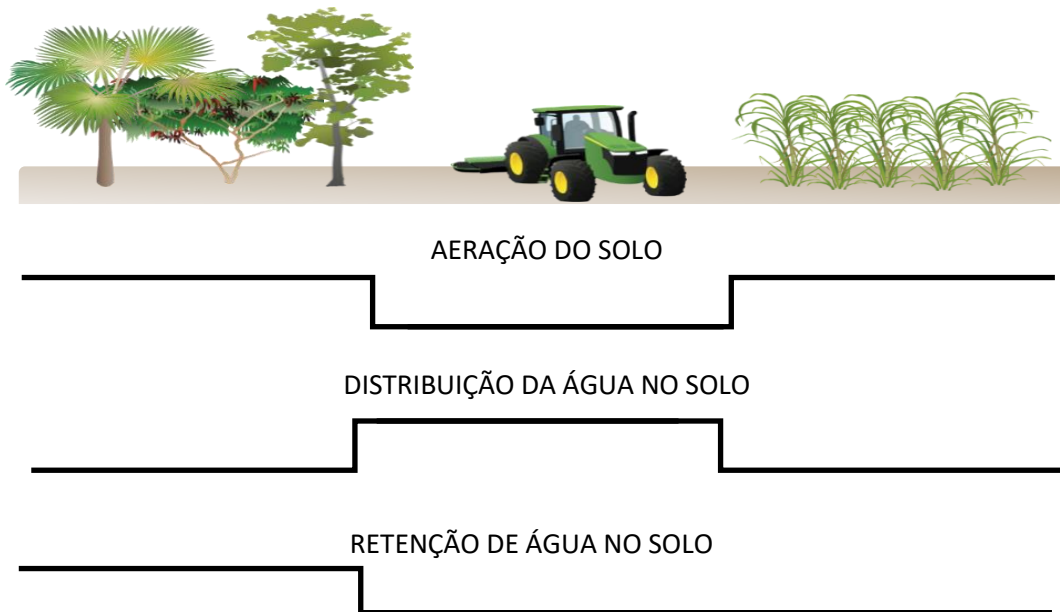 AERAÇÃO DO SOLO
DISTRIBUIÇÃO DA ÁGUA NO SOLO
RETENÇÃO DE ÁGUA NO SOLO